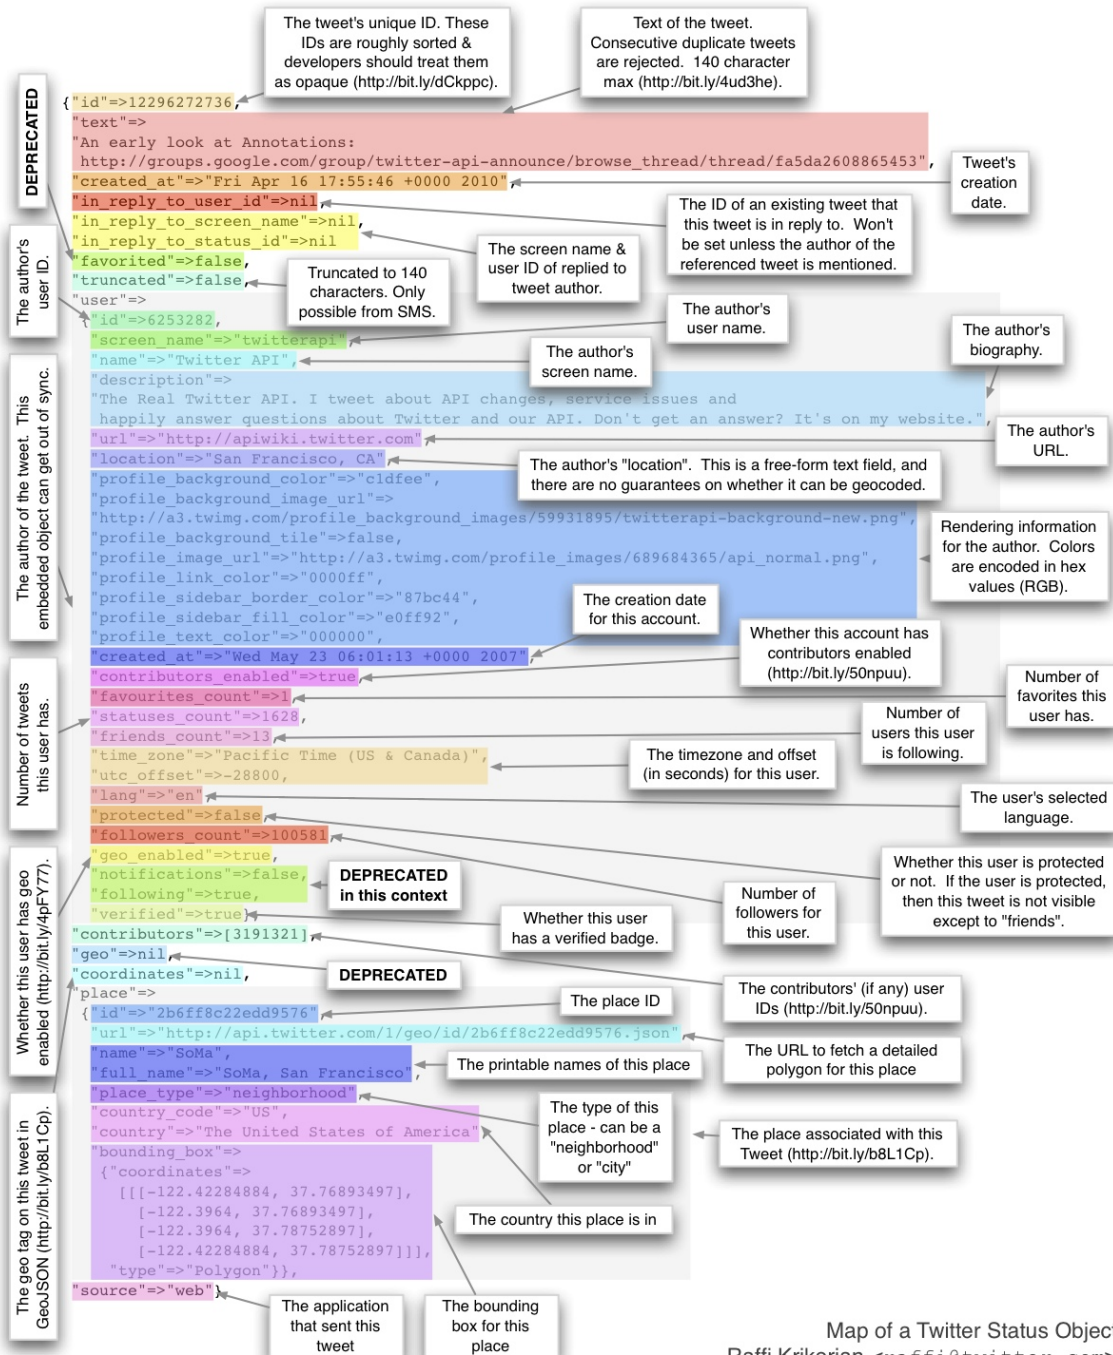 The tweet's unique ID. These
IDs are roughly sorted &
developers should treat them
as opaque (http://bit.ly/dCkppc).
Text of the tweet.
Consecutive duplicate tweets
are rejected. 140 character
max (http://bit.ly/4ud3he).
DEPRECATED
{"id"=>12296272736,
"text"=>
"An early look at Annotations:
http://groups.google.com/group/twitter-api-announce/browse_thread/thread/fa5da2608865453",
"created_at"=>"Fri Apr 16 17:55:46 +0000 2010",
Tweet's
creation
date.
"in_reply_to_user_id"=>nil,
The ID of an existing tweet that
this tweet is in reply to. Won't
be set unless the author of the
referenced tweet is mentioned.
"in_reply_to_screen_name"=>nil,
"in_reply_to_status_id"=>nil
The screen name &
user ID of replied to
tweet author.
"favorited"=>false,
"truncated"=>false,
Truncated to 140
characters. Only
possible from SMS.
The author's
user ID.
"user"=>
{"id"=>6253282,
"screen_name"=>"twitterapi",
The author's
user name.
"name"=>"Twitter API",
The author's
screen name.
The author's
biography.
"description"=>
"The Real Twitter API. I tweet about API changes, service issues and
happily answer questions about Twitter and our API. Don't get an answer? It's on my website.",
"url"=>"http://apiwiki.twitter.com",
The author's
URL.
"location"=>"San Francisco, CA",
The author's "location". This is a free-form text field, and
there are no guarantees on whether it can be geocoded.
The author of the tweet. This
embedded object can get out of sync.
"profile_background_color"=>"c1dfee",
"profile_background_image_url"=>
"http://a3.twimg.com/profile_background_images/59931895/twitterapi-background-new.png",
"profile_background_tile"=>false,
"profile_image_url"=>"http://a3.twimg.com/profile_images/689684365/api_normal.png",
"profile_link_color"=>"0000ff",
"profile_sidebar_border_color"=>"87bc44",
"profile_sidebar_fill_color"=>"e0ff92",
"profile_text_color"=>"000000",
Rendering information
for the author. Colors
are encoded in hex
values (RGB).
"created_at"=>"Wed May 23 06:01:13 +0000 2007",
The creation date
for this account.
"contributors_enabled"=>true,
Whether this account has
contributors enabled
(http://bit.ly/50npuu).
"favourites_count"=>1,
Number of
favorites this
user has.
"statuses_count"=>1628,
Number of tweets
this user has.
"friends_count"=>13,
Number of
users this user
is following.
"time_zone"=>"Pacific Time (US & Canada)",
"utc_offset"=>-28800,
The timezone and offset
(in seconds) for this user.
"lang"=>"en",
The user's selected
language.
"protected"=>false,
Whether this user is protected
or not. If the user is protected,
then this tweet is not visible
except to "friends".
"followers_count"=>100581,
Number of
followers for
this user.
"geo_enabled"=>true,
Whether this user has geo
enabled (http://bit.ly/4pFY77).
"notifications"=>false,
"following"=>true,
DEPRECATED
in this context
"verified"=>true},
Whether this user
has a verified badge.
"contributors"=>[3191321],
The contributors' (if any) user
IDs (http://bit.ly/50npuu).
"geo"=>nil,
DEPRECATED
"coordinates"=>nil,
The geo tag on this tweet in
GeoJSON (http://bit.ly/b8L1Cp).
"place"=>
{"id"=>"2b6ff8c22edd9576",
The place ID
"url"=>"http://api.twitter.com/1/geo/id/2b6ff8c22edd9576.json",
The URL to fetch a detailed
polygon for this place
"name"=>"SoMa",
"full_name"=>"SoMa, San Francisco",
The printable names of this place
"place_type"=>"neighborhood",
The type of this
place - can be a
"neighborhood"
or "city"
"country_code"=>"US",
"country"=>"The United States of America",
The country this place is in
The place associated with this
Tweet (http://bit.ly/b8L1Cp).
"bounding_box"=>
{"coordinates"=>
[[[-122.42284884, 37.76893497],
[-122.3964, 37.76893497],
[-122.3964, 37.78752897],
[-122.42284884, 37.78752897]]],
"type"=>"Polygon"}},
The bounding
box for this
place
"source"=>"web"}
The application
that sent this
tweet
Map of a Twitter Status Object
Raffi Krikorian